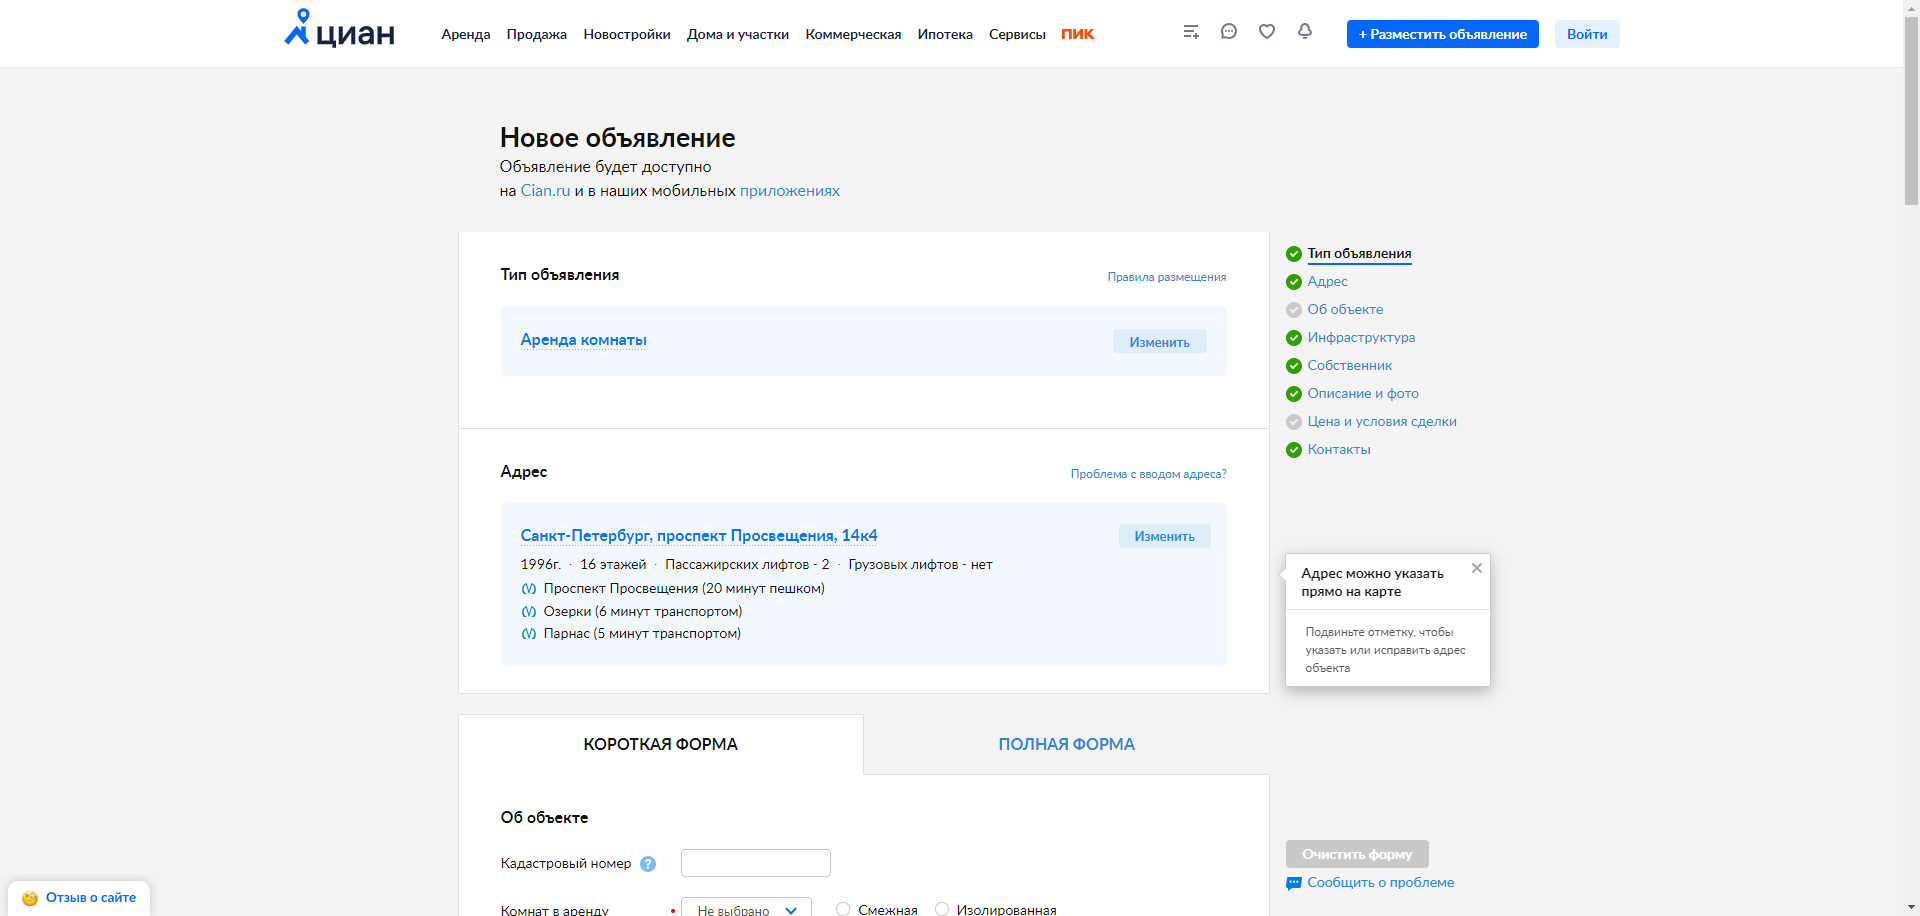 циан
Аренда Продажа Новостройки Дома и участки Коммерческая Ипотека Сервисы ПИК + Разместить объявление Войти
Новое объявление
Объявление будет доступно
на Cian.ru и в наших мобильных приложениях
Тип объявления
Правила размещения
Аренда комнаты
Изменить
Адрес
Проблема с вводом адреса?
Санкт-Петербург, проспект Просвещения, 14к4
Изменить
1996г. · 16 этажей · Пассажирских лифтов - 2 · Грузовых лифтов - нет
Проспект Просвещения (20 минут пешком)
Озерки (6 минут транспортом)
Парнас (5 минут транспортом)
КОРОТКАЯ ФОРМА
ПОЛНАЯ ФОРМА
Об объекте
Кадастровый номер ?
Комнат в аренду
Не выбрано
Смежная
Изолированная
Тип объявления
Адрес
Об объекте
Инфраструктура
Собственник
Описание и фото
Цена и условия сделки
Контакты
Адрес можно указать
прямо на карте
Подвиньте отметку, чтобы
указать или исправить адрес
объекта
Очистить форму
Сообщить о проблеме
Отзыв о сайте